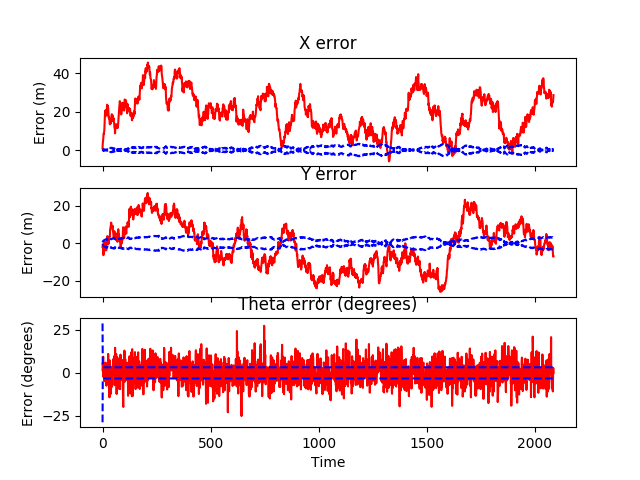 X error
Error (m)
40
20
0
Y error
Error (m)
20
0
−20
Theta error (degrees)
Error (degrees)
25
0
−25
0 500 1000 1500 2000
Time